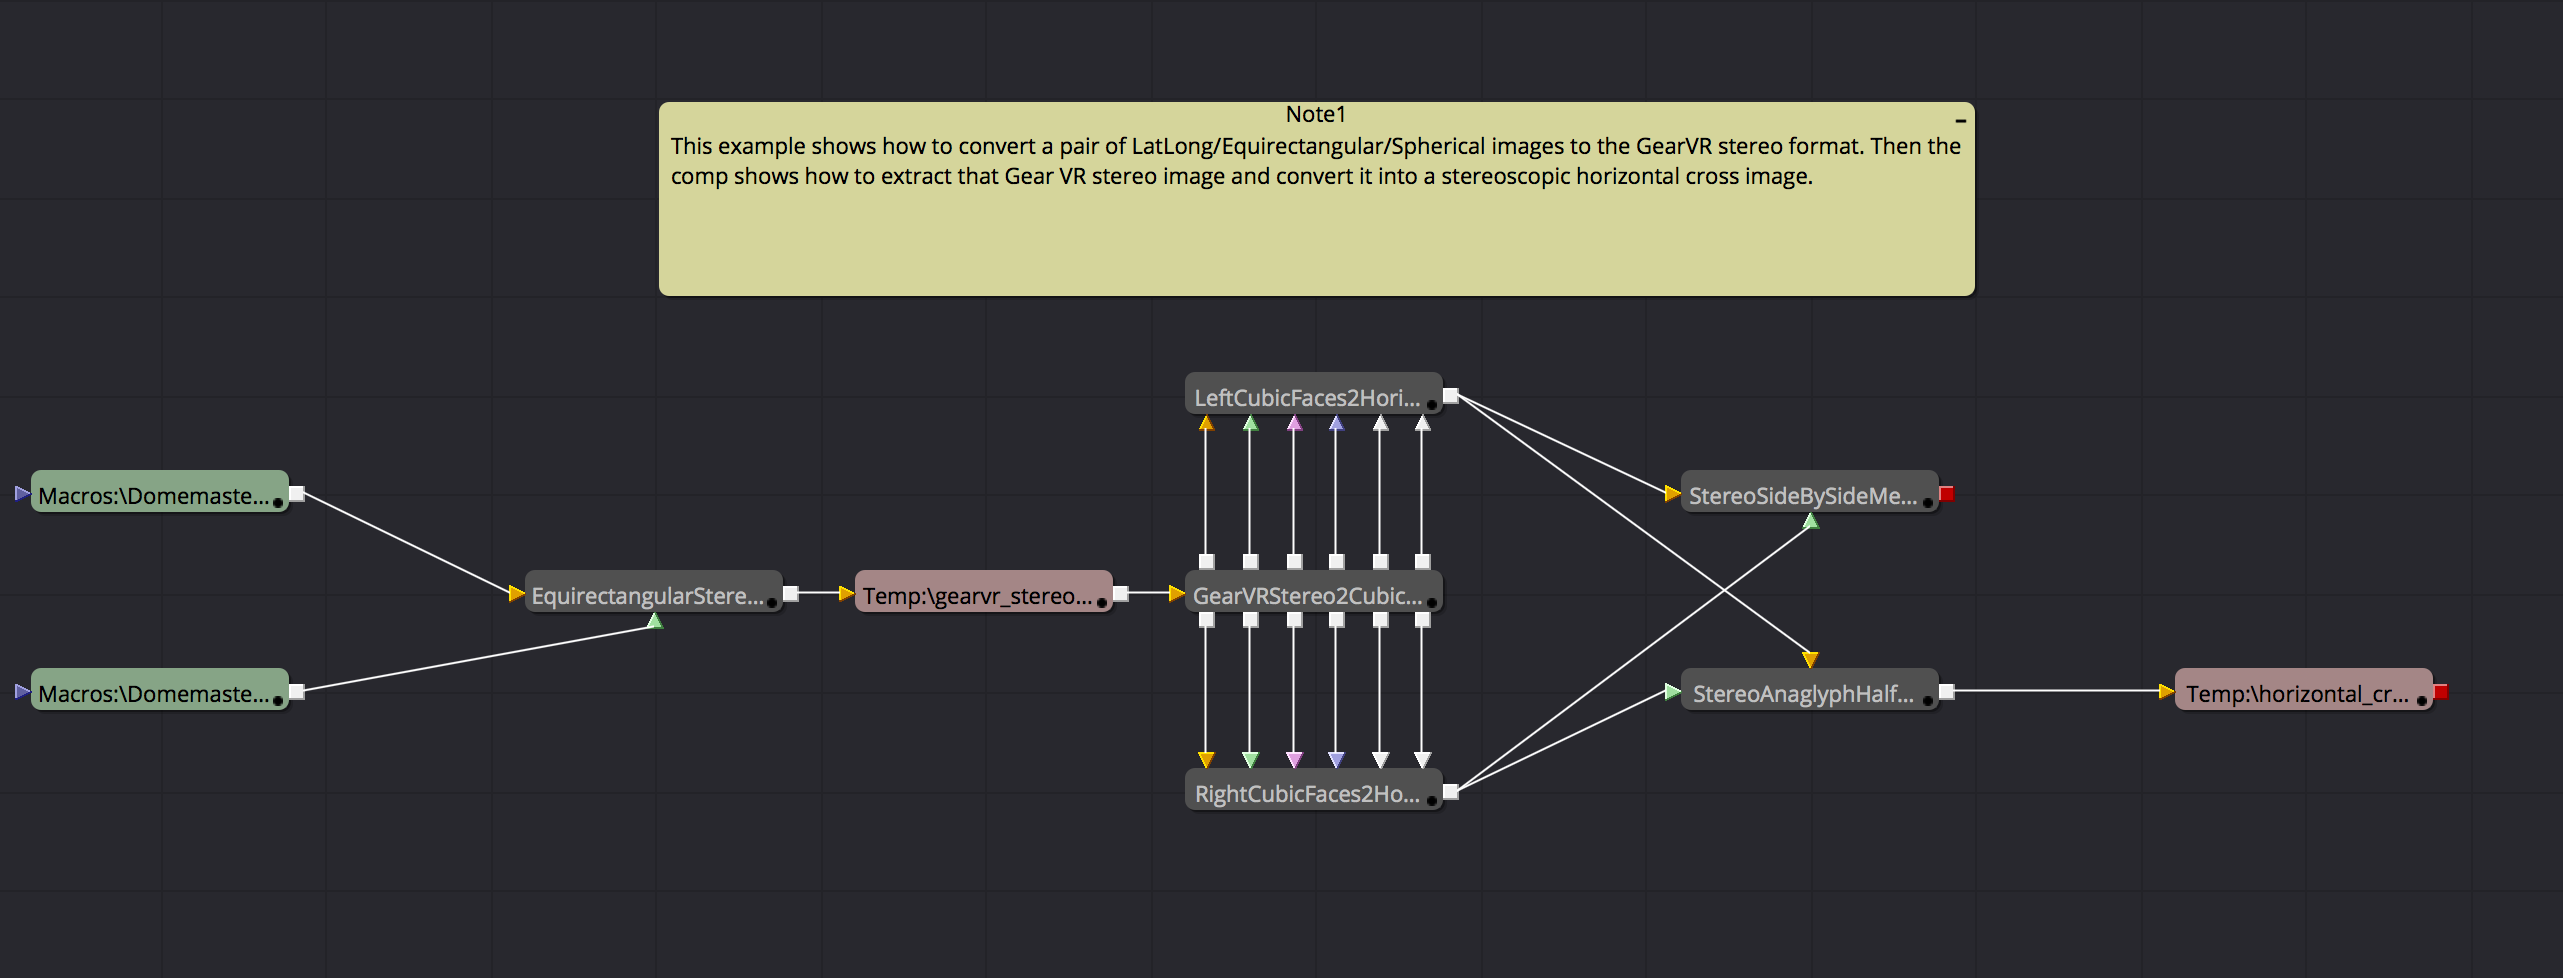 Note1
This example shows how to convert a pair of LatLong/Equirectangular/Spherical images to the GearVR stereo format. Then the
comp shows how to extract that Gear VR stereo image and convert it into a stereoscopic horizontal cross image.
LeftCubicFaces2Hori...
Macros:\Domemaste...
StereoSideBySideMe...
EquirectangularStere...
Temp:\gearvr_stereo...
GearVRStereo2Cubic...
Macros:\Domemaste...
StereoAnaglyphHalf...
Temp:\horizontal_cr...
RightCubicFaces2Ho...